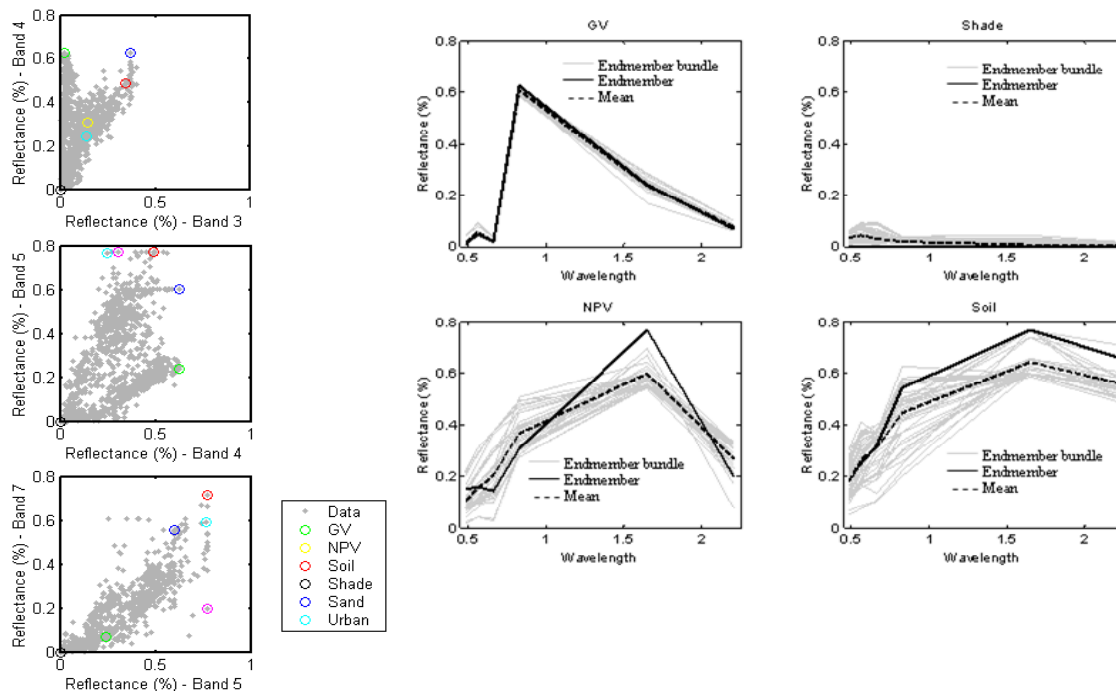 0.8
0.6
0.4
0.2
0
0
0.5
1
Reflectance (%) - Band 4
Reflectance (%) - Band 3
0.8
0.6
0.4
0.2
0
0
0.5
1
Reflectance (%) - Band 5
Reflectance (%) - Band 4
0.8
0.6
0.4
0.2
0
0
0.5
1
Reflectance (%) - Band 7
Reflectance (%) - Band 5
Data
GV
NPV
Soil
Shade
Sand
Urban
GV
0.8
0.6
0.4
0.2
0
0.5
1
1.5
2
Reflectance (%)
Wavelength
Endmember bundle
Endmember
Mean
Shade
0.8
0.6
0.4
0.2
0
0.5
1
1.5
2
Reflectance (%)
Wavelength
Endmember bundle
Endmember
Mean
NPV
0.8
0.6
0.4
0.2
0
0.5
1
1.5
2
Reflectance (%)
Wavelength
Endmember bundle
Endmember
Mean
Soil
0.8
0.6
0.4
0.2
0
0.5
1
1.5
2
Reflectance (%)
Wavelength
Endmember bundle
Endmember
Mean